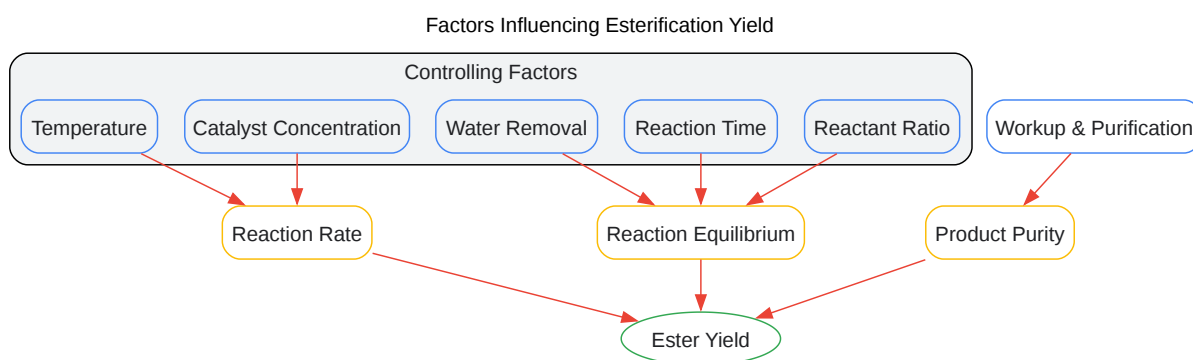 Factors Influencing Esterification Yield
Controlling Factors
Temperature
Catalyst Concentration
Water Removal
Reaction Time
Reactant Ratio
Workup & Purification
Reaction Rate
Reaction Equilibrium
Product Purity
Ester Yield